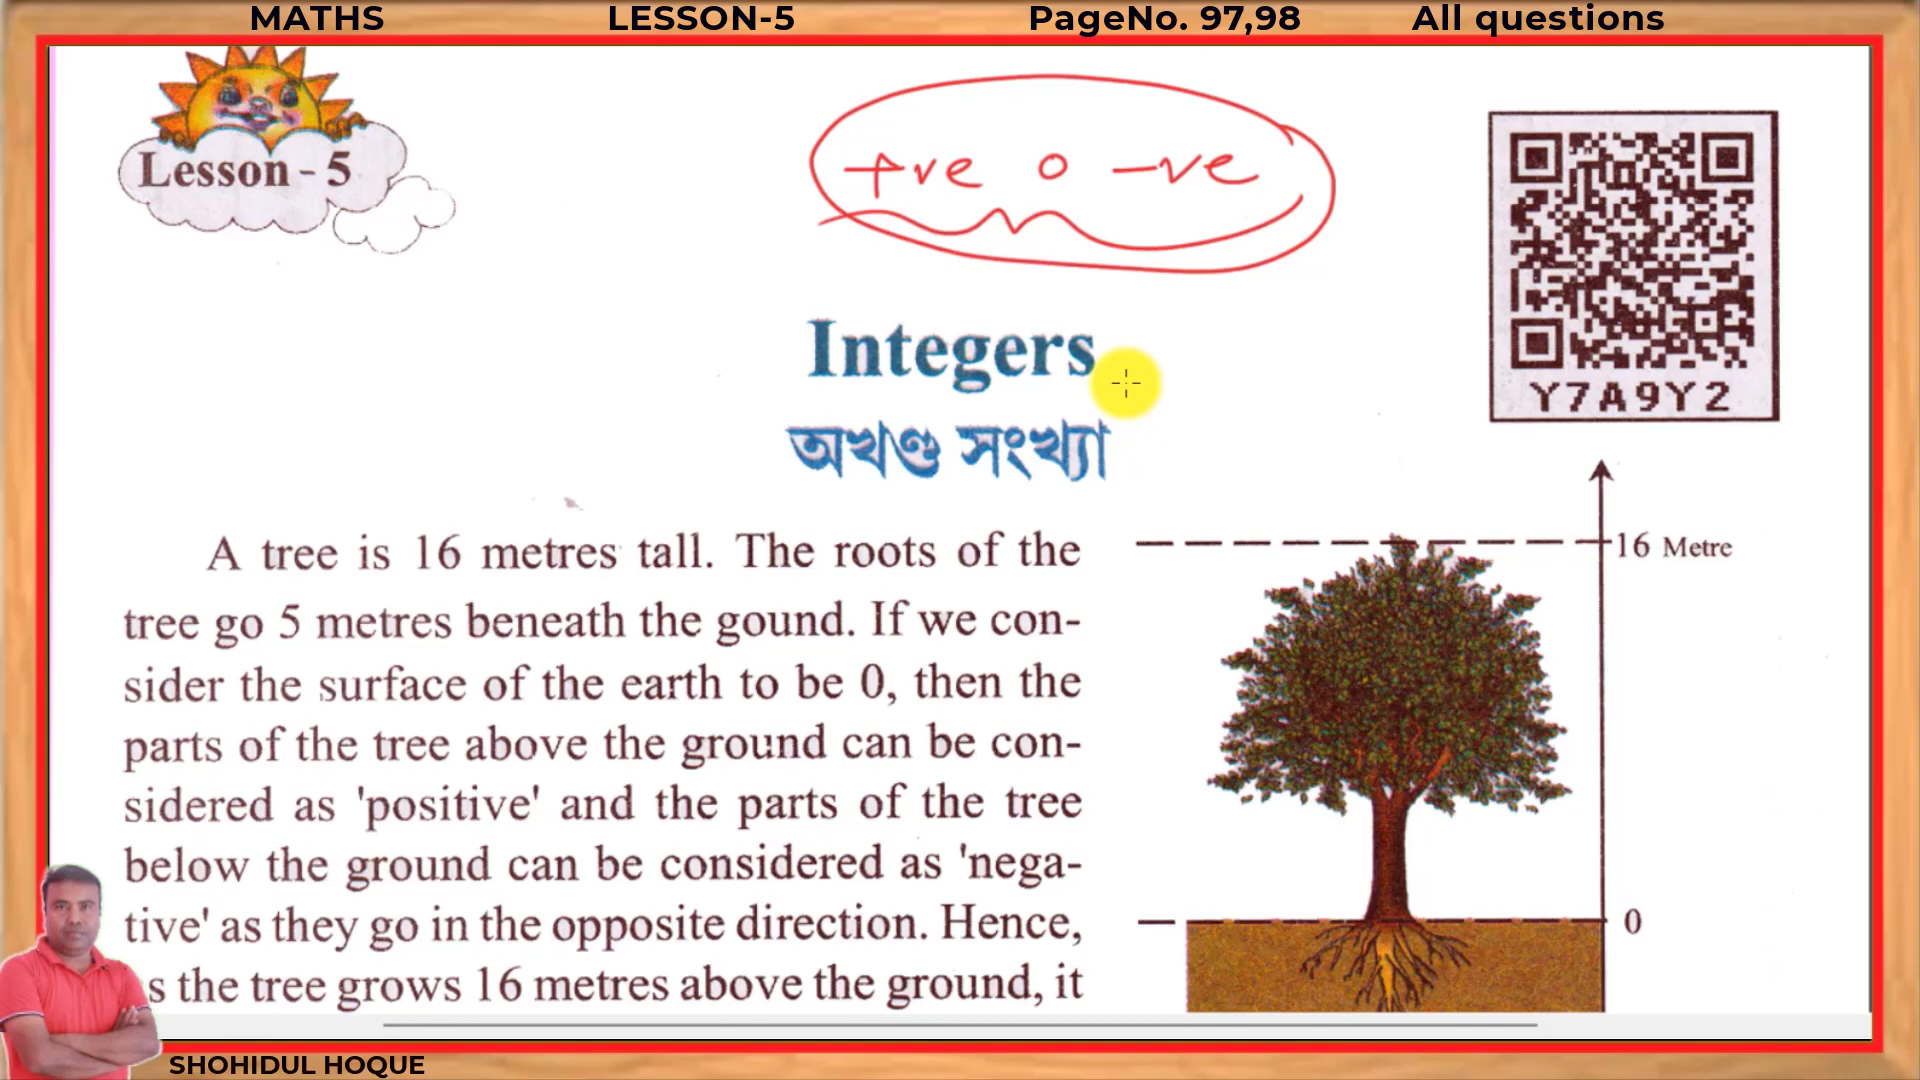 MATHS LESSON-5 PageNo. 97,98 All questions
Lesson - 5
+ve 0 -ve
Y7A9Y2
Integers
অখণ্ড সংখ্যা
A tree is 16 metres tall. The roots of the
tree go 5 metres beneath the gound. If we con-
sider the surface of the earth to be 0, then the
parts of the tree above the ground can be con-
sidered as 'positive' and the parts of the tree
below the ground can be considered as 'nega-
tive' as they go in the opposite direction. Hence,
s the tree grows 16 metres above the ground, it
16 Metre
0
SHOHIDUL HOQUE